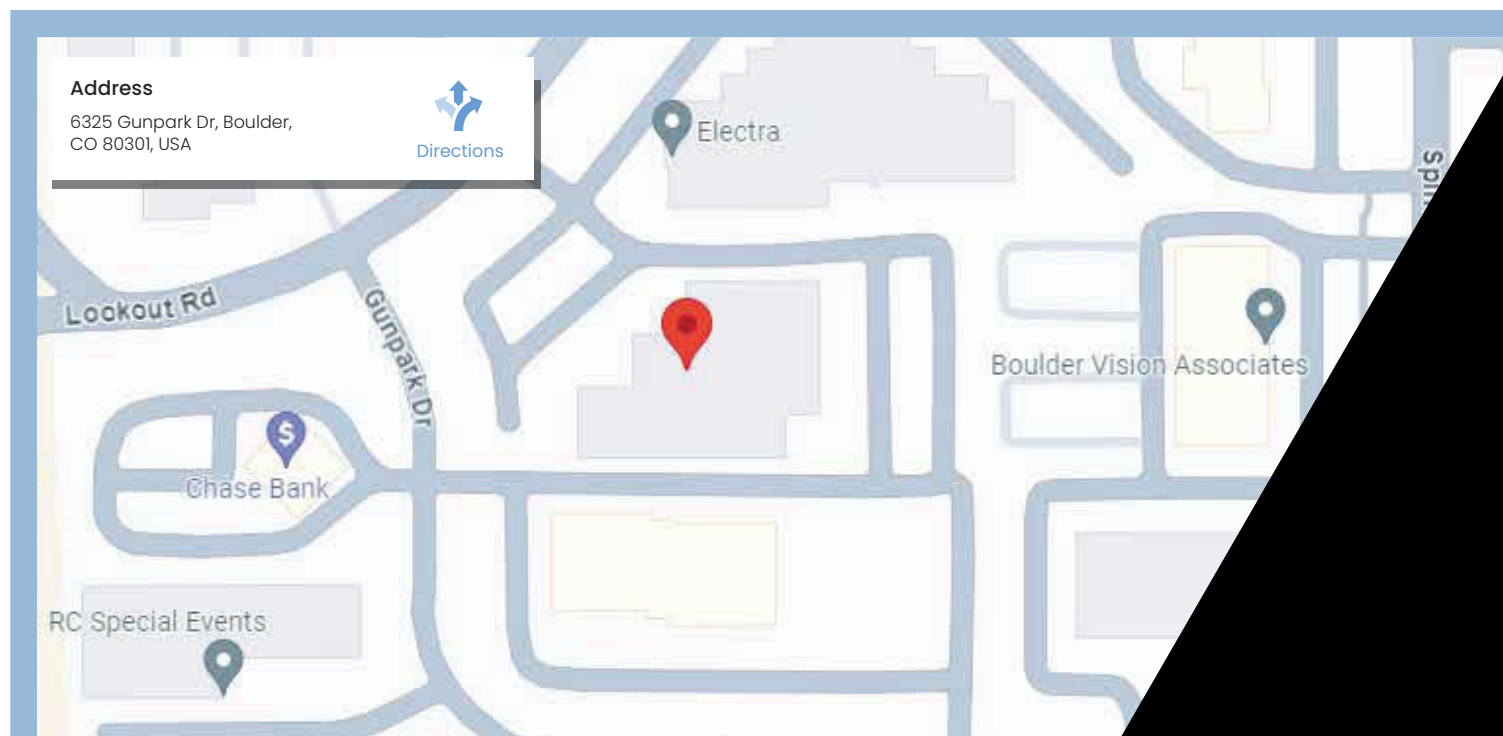 Address
6325 Gunpark Dr, Boulder,
CO 80301, USA
Directions
Electra
Lookout Rd
Gunpark Dr
Boulder Vision Associates
Chase Bank
RC Special Events